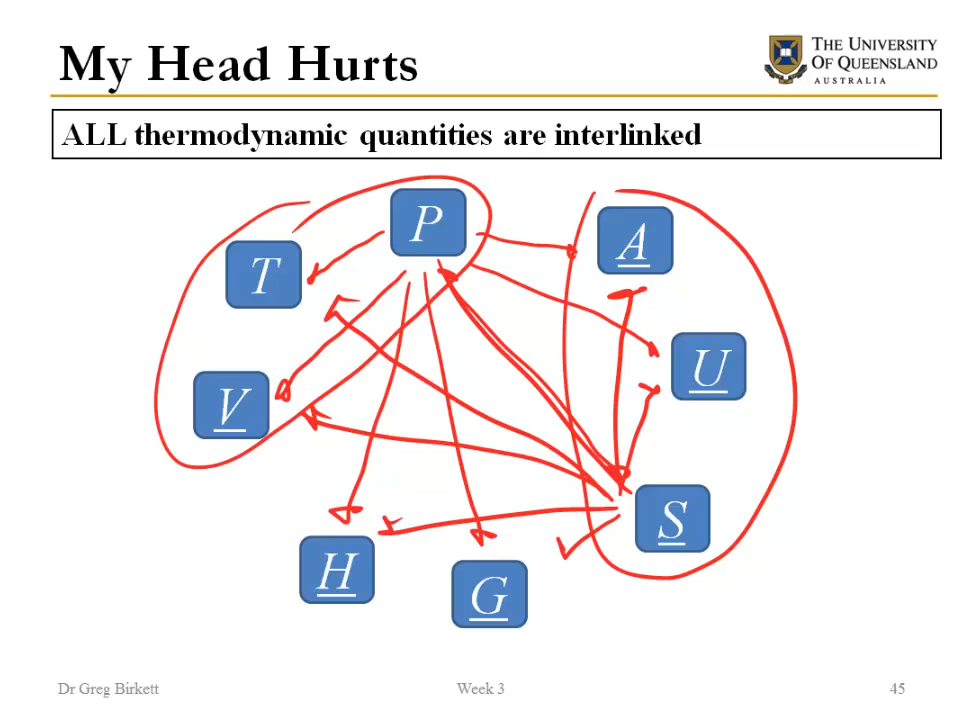 My Head Hurts
THE UNIVERSITY
OF QUEENSLAND
AUSTRALIA
ALL thermodynamic quantities are interlinked
P
A
T
U
V
S
H
G
Dr Greg Birkett
Week 3
45